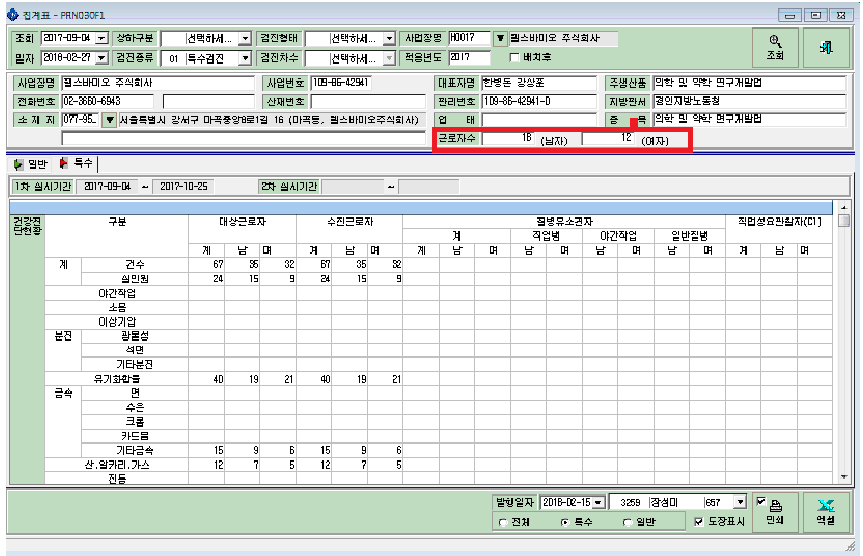 집계표 - PRN030F1
조회 2017-09-04 상하구분 선택하세... 검진형태 선택하세... 사업장명 H0017 웰스바이오 주식회사
일자 2018-02-27 검진종류 01 특수검진 검진차수 선택하세... 적용년도 2017 배치후
조회
사업장명 웰스바이오 주식회사 사업번호 109-86-42941 대표자명 한병돈 강상포 주생산품 의학 및 약학 연구개발업
전화번호 02-3660-6943 산재번호 관리번호 109-86-42941-0 지방관서 경인지방노동청
소 재 지 077-95.. 서울특별시 강서구 마곡중앙8로1길 16 (마곡동, 웰스바이오주식회사) 업 태 종 목 의학 및 약학 연구개발업
근로자수 18 (남자) 12 (여자)
일반 특수
1차 실시기간 2017-09-04 ~ 2017-10-25 2차 실시기간 ~
건강진단현황 구분 대상근로자 수진근로자 질병유소견자 직업성요관찰자(C1)
계 직업병 야간작업 일반질병
계 남 여 계 남 여 계 남 여 남 여 남 여 남 여 계 남 여
계 건수 67 35 32 67 35 32
실인원 24 15 9 24 15 9
야간작업
소음
이상기압
분진 광물성
석면
기타분진
유기화합물 40 19 21 40 19 21
금속 연
수은
크롬
카드뮴
기타금속 15 9 6 15 9 6
산.알카리.가스 12 7 5 12 7 5
진동
발행일자 2018-02-15 3259 장성미 657
전체 특수 일반 도장표시 인쇄 엑셀